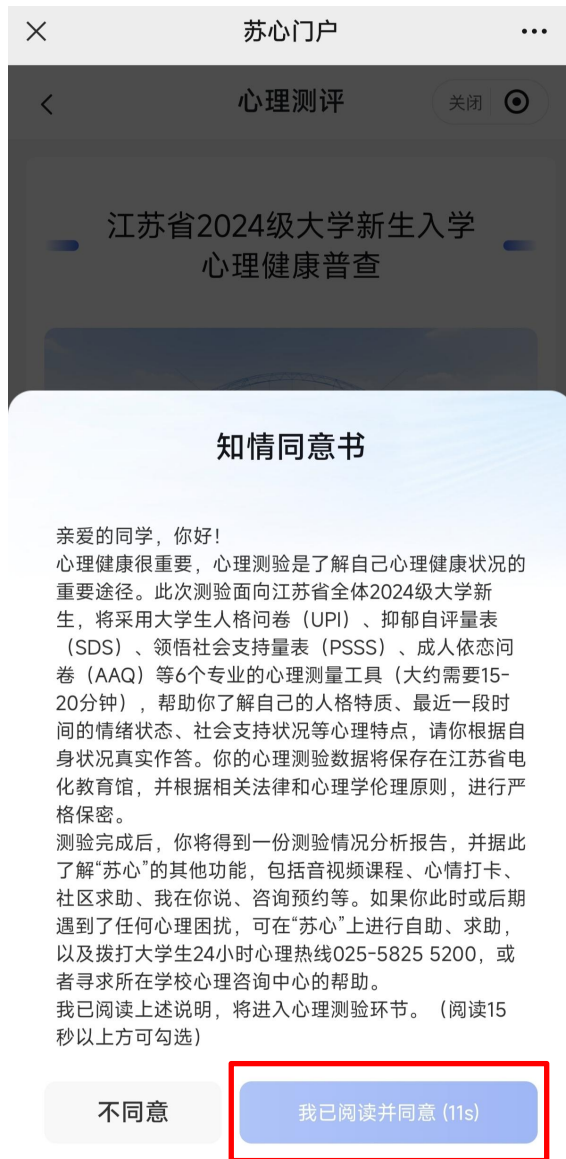 苏心门户
心理测评
关闭
江苏省2024级大学新生入学
心理健康普查
知情同意书
亲爱的同学，你好！
心理健康很重要，心理测验是了解自己心理健康状况的
重要途径。此次测验面向江苏省全体2024级大学新
生，将采用大学生人格问卷（UPI）、抑郁自评量表
（SDS）、领悟社会支持量表（PSSS）、成人依恋问
卷（AAQ）等6个专业的心理测量工具（大约需要15-
20分钟），帮助你了解自己的人格特质、最近一段时
间的情绪状态、社会支持状况等心理特点，请你根据自
身状况真实作答。你的心理测验数据将保存在江苏省电
化教育馆，并根据相关法律和心理学伦理原则，进行严
格保密。
测验完成后，你将得到一份测验情况分析报告，并据此
了解“苏心”的其他功能，包括音视频课程、心情打卡、
社区求助、我在你说、咨询预约等。如果你此时或后期
遇到了任何心理困扰，可在“苏心”上进行自助、求助，
以及拨打大学生24小时心理热线025-5825 5200，或
者寻求所在学校心理咨询中心的帮助。
我已阅读上述说明，将进入心理测验环节。（阅读15
秒以上方可勾选）
不同意
我已阅读并同意 (11s)